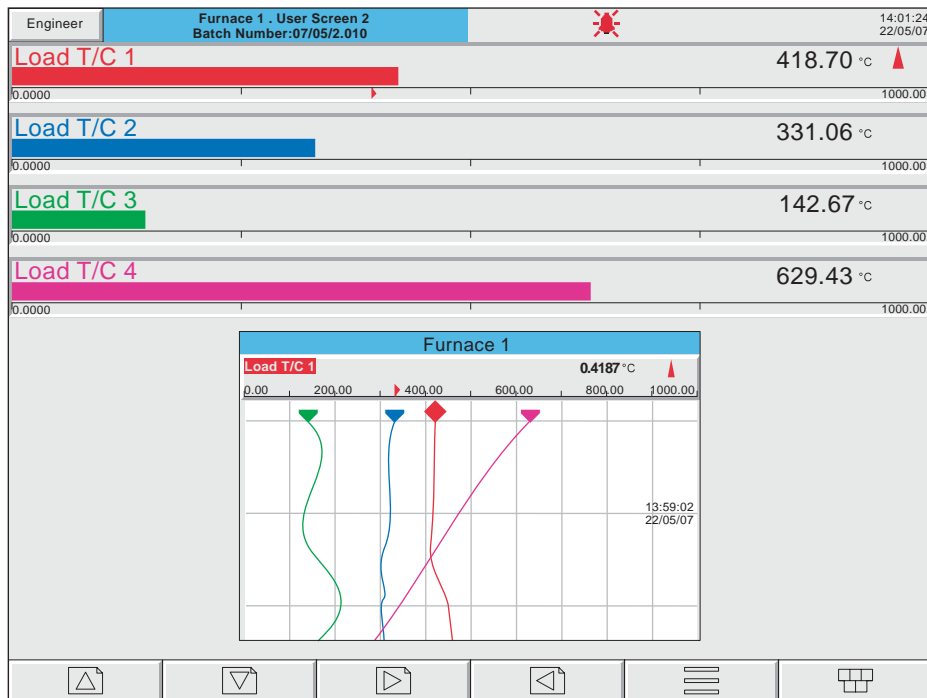 Engineer
Furnace 1 . User Screen 2
Batch Number:07/05/2.010
14:01:24
22/05/07
Load T/C 1
418.70 °C
0.0000 1000.00
Load T/C 2
331.06 °C
0.0000 1000.00
Load T/C 3
142.67 °C
0.0000 1000.00
Load T/C 4
629.43 °C
0.0000 1000.00
Furnace 1
Load T/C 1 0.4187 °C
0.00 200.00 400.00 600.00 800.00 1000.00
13:59:02
22/05/07